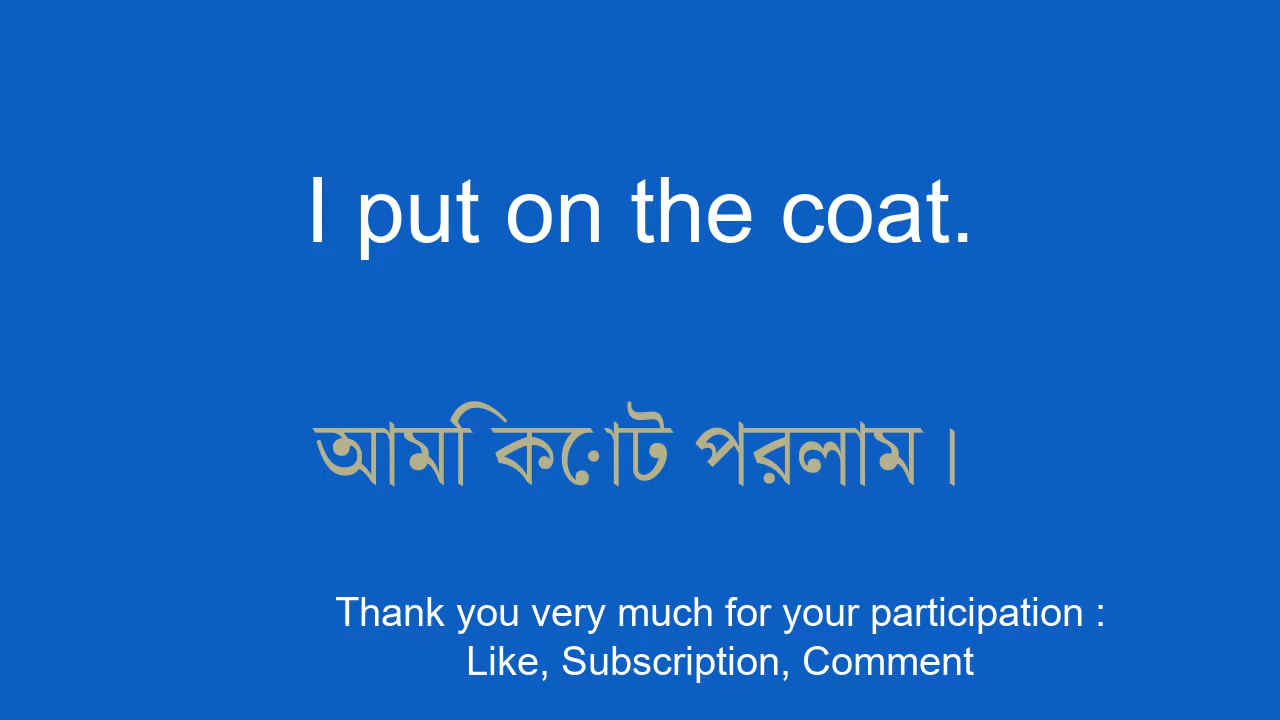 I put on the coat.
আমি কোট পরলাম।
Thank you very much for your participation :
Like, Subscription, Comment